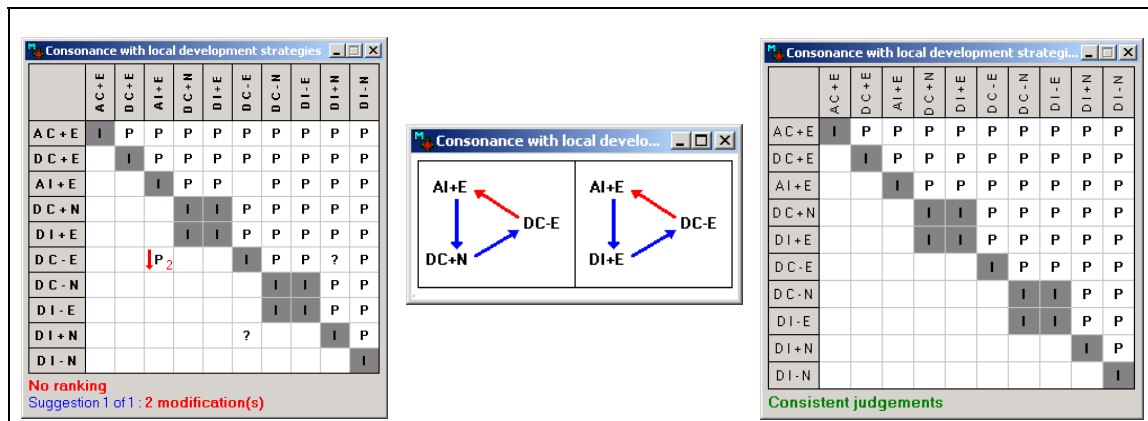 Consonance with local development strategies
AC+E DC+E AI+E DC+N DI+E DC-E DC-N DI-E DI+N DI-N
AC+E I P P P P P P P P P
DC+E I P P P P P P P P
AI+E I P P P P P P
DC+N I I P P P P P
DI+E I I P P P P P
DC-E P 2 I P P ? P
DC-N I I P P
DI-E I I P P
DI+N ? I P
DI-N I
No ranking
Suggestion 1 of 1 : 2 modification(s)
Consonance with local develo...
AI+E
DC-E
DC+N
AI+E
DC-E
DI+E
Consonance with local development strategi...
AC+E DC+E AI+E DC+N DI+E DC-E DC-N DI-E DI+N DI-N
AC+E I P P P P P P P P P
DC+E I P P P P P P P P
AI+E I P P P P P P P
DC+N I I P P P P P
DI+E I I P P P P P
DC-E I P P P P
DC-N I I P P
DI-E I I P P
DI+N I P
DI-N I
Consistent judgements